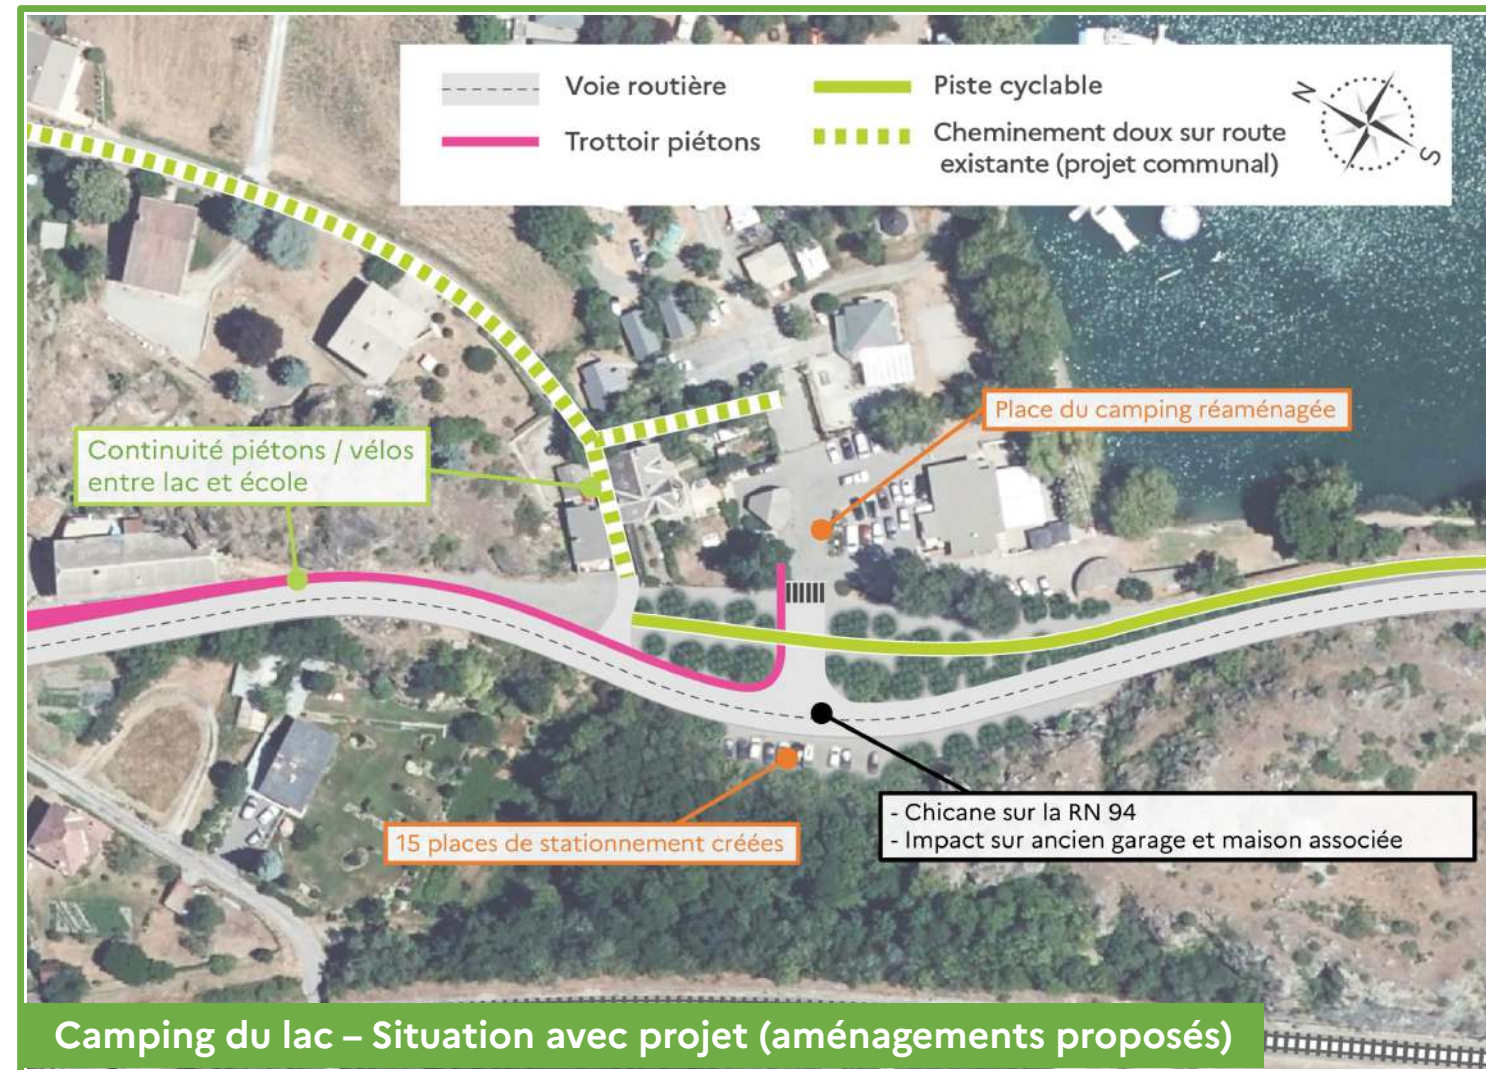 Voie routière
Trottoir piétons
Piste cyclable
Cheminement doux sur route
existante (projet communal)
N
S
Place du camping réaménagée
Continuité piétons / vélos
entre lac et école
- Chicane sur la RN 94
- Impact sur ancien garage et maison associée
15 places de stationnement créées
Camping du lac – Situation avec projet (aménagements proposés)